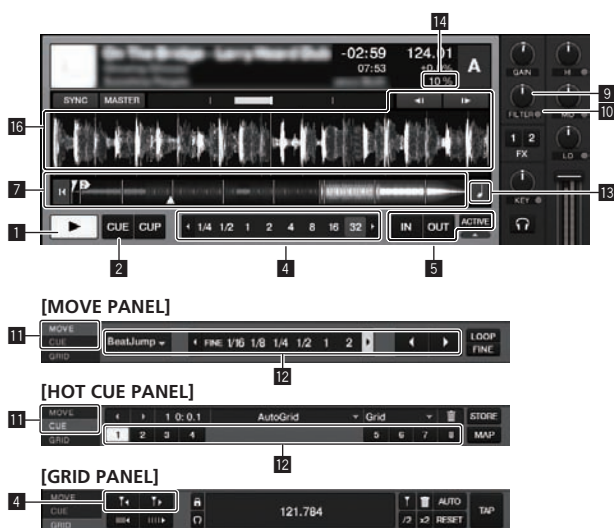 14
-02:59 124.01
07:53 +0.0%
10 %
A
GAIN HI
9
FILTER MID
10
SYNC MASTER
16
1 2
FX LO
7
KEY
13
1
CUE CUP
1/4 1/2 1 2 4 8 16 32
IN OUT ACTIVE
2
4
5
[MOVE PANEL]
11
MOVE
CUE
GRID
BeatJump FINE 1/16 1/8 1/4 1/2 1 2
LOOP
FINE
12
[HOT CUE PANEL]
11
MOVE
CUE
GRID
1 0: 0.1 AutoGrid Grid STORE
1 2 3 4 5 6 7 8 MAP
12
[GRID PANEL]
4
MOVE
CUE
GRID
121.784
AUTO
/2 x2 RESET
TAP